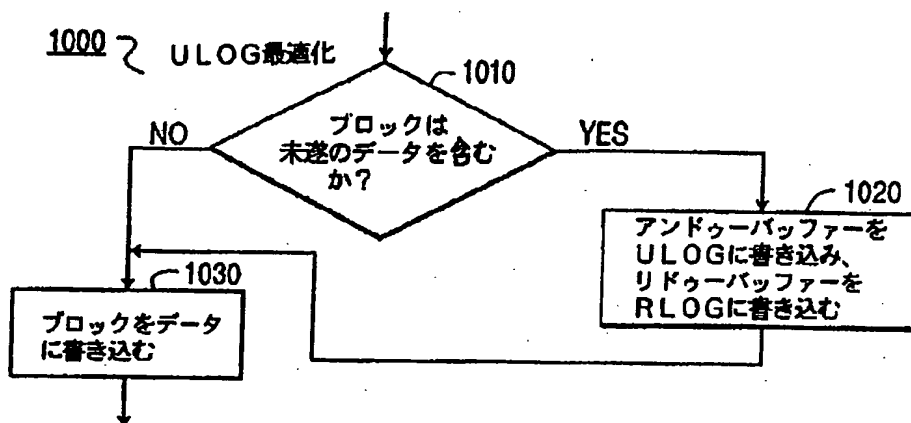 1000
ULOG最適化
1010
ブロックは
未遂のデータを含む
か?
NO
YES
1020
アンドゥーバッファーを
ULOGに書き込み、
リドゥーバッファーを
RLOGに書き込む
1030
ブロックをデータ
に書き込む